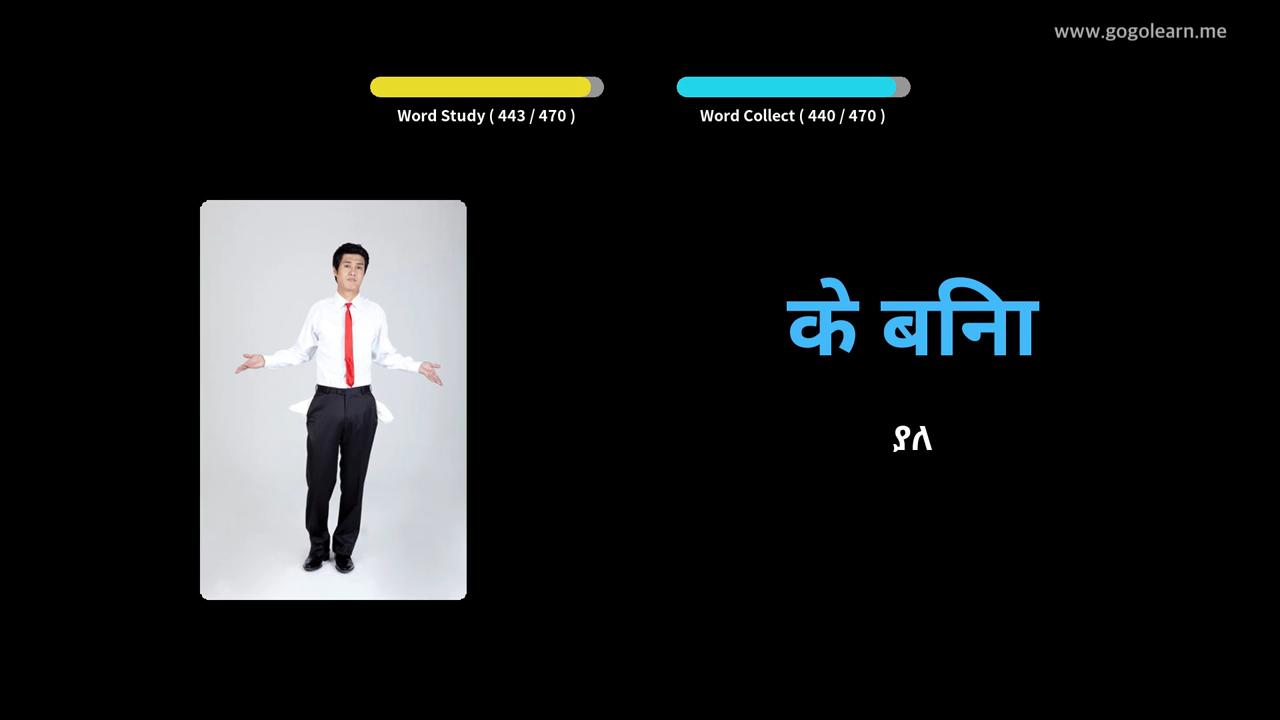 www.gogolearn.me
Word Study ( 443 / 470 )
Word Collect ( 440 / 470 )
के बनिा
ያለ